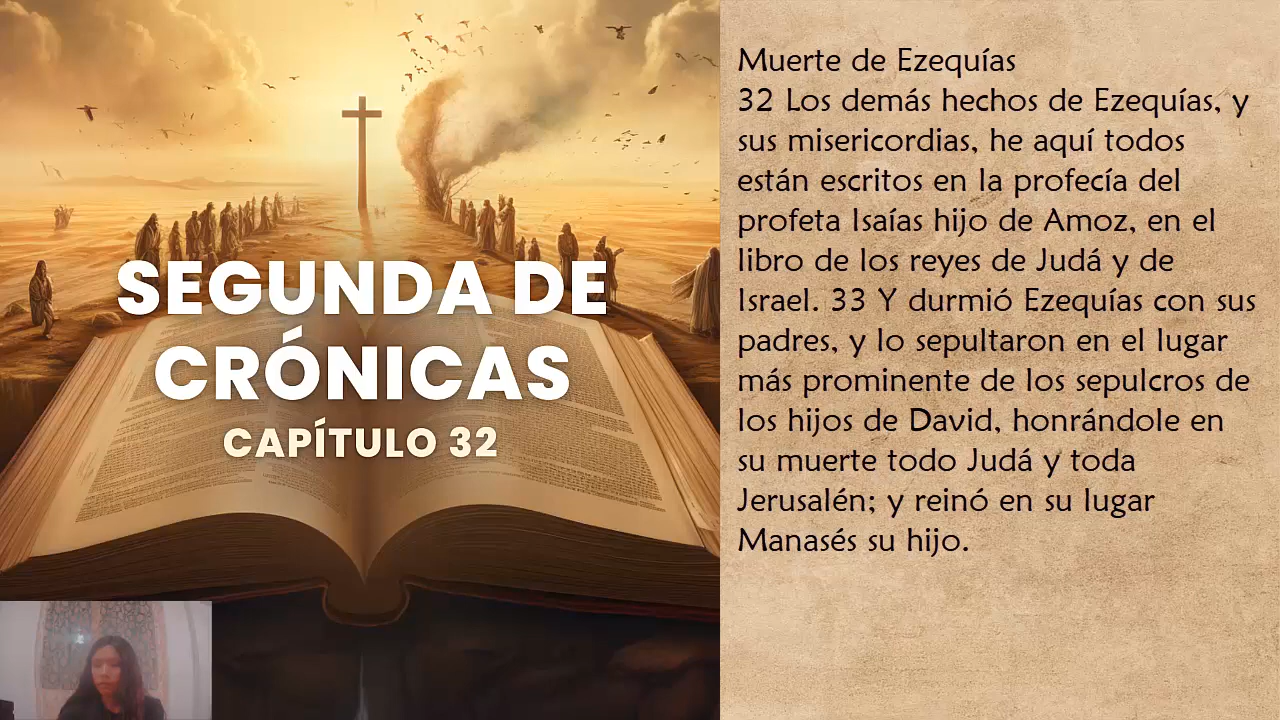 SEGUNDA DE
CRÓNICAS
CAPÍTULO 32
Muerte de Ezequías
32 Los demás hechos de Ezequías, y
sus misericordias, he aquí todos
están escritos en la profecía del
profeta Isaías hijo de Amoz, en el
libro de los reyes de Judá y de
Israel. 33 Y durmió Ezequías con sus
padres, y lo sepultaron en el lugar
más prominente de los sepulcros de
los hijos de David, honrándole en
su muerte todo Judá y toda
Jerusalén; y reinó en su lugar
Manasés su hijo.